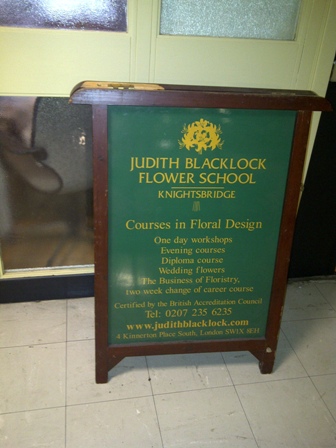 JUDITH BLACKLOCK
FLOWER SCHOOL
KNIGHTSBRIDGE
Courses in Floral Design
One day workshops
Evening courses
Diploma course
Wedding flowers
The Business of Floristry,
two week change of career course
Certified by the British Accreditation Council
Tel: 0207 235 6235
www.judithblacklock.com
4 Kinnerton Place South, London SW1X 8EH